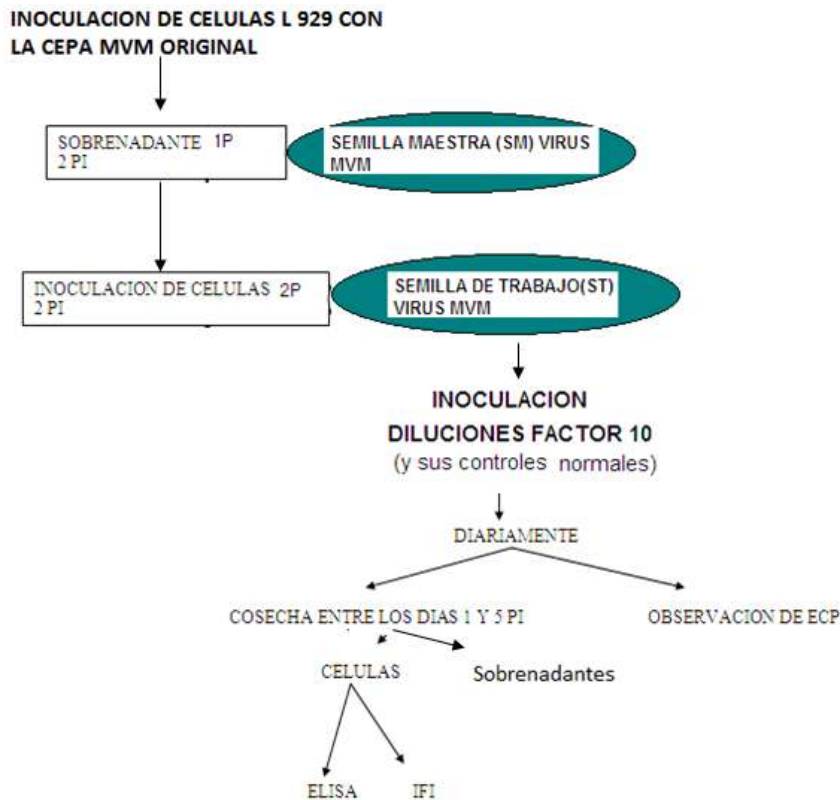 INOCULACION DE CELULAS L 929 CON
LA CEPA MVM ORIGINAL
SOBRENADANTE 1P
2 PI
SEMILLA MAESTRA (SM) VIRUS
MVM
INOCULACION DE CELULAS 2P
2 PI
SEMILLA DE TRABAJO(ST)
VIRUS MVM
INOCULACION
DILUCIONES FACTOR 10
(y sus controles normales)
DIARIAMENTE
COSECHA ENTRE LOS DIAS 1 Y 5 PI
OBSERVACION DE ECP
CELULAS
Sobrenadantes
ELISA
IFI